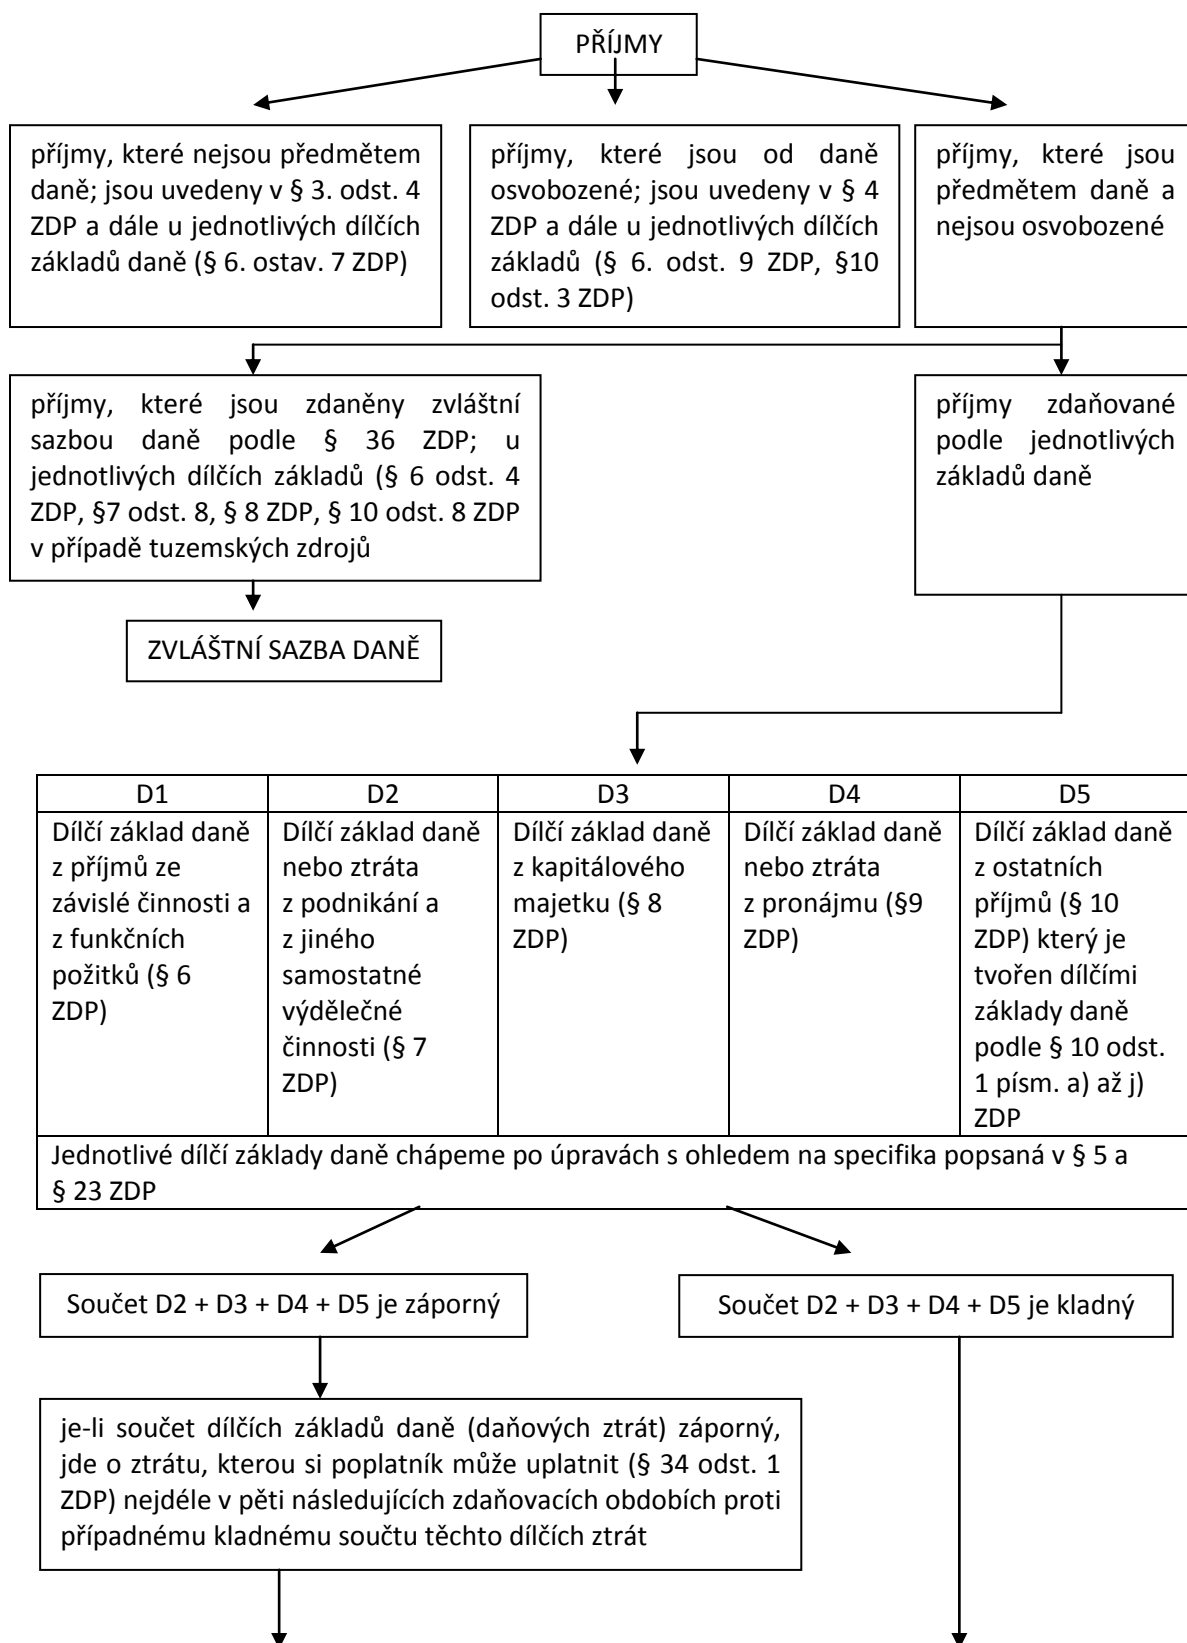 PŘÍJMY
příjmy, které nejsou předmětem
daně; jsou uvedeny v § 3. odst. 4
ZDP a dále u jednotlivých dílčích
základů daně (§ 6. ostav. 7 ZDP)
příjmy, které jsou od daně
osvobozené; jsou uvedeny v § 4
ZDP a dále u jednotlivých dílčích
základů (§ 6. odst. 9 ZDP, §10
odst. 3 ZDP)
příjmy, které jsou
předmětem daně a
nejsou osvobozené
příjmy, které jsou zdaněny zvláštní
sazbou daně podle § 36 ZDP; u
jednotlivých dílčích základů (§ 6 odst. 4
ZDP, §7 odst. 8, § 8 ZDP, § 10 odst. 8 ZDP
v případě tuzemských zdrojů
příjmy zdaňované
podle jednotlivých
základů daně
ZVLÁŠTNÍ SAZBA DANĚ
D1
Dílčí základ daně
z příjmů ze
závislé činnosti a
z funkčních
požitků (§ 6
ZDP)
D2
Dílčí základ daně
nebo ztráta
z podnikání a
z jiného
samostatné
výdělečné
činnosti (§ 7
ZDP)
D3
Dílčí základ daně
z kapitálového
majetku (§ 8
ZDP)
D4
Dílčí základ daně
nebo ztráta
z pronájmu (§9
ZDP)
D5
Dílčí základ daně
z ostatních
příjmů (§ 10
ZDP) který je
tvořen dílčími
základy daně
podle § 10 odst.
1 písm. a) až j)
ZDP
Jednotlivé dílčí základy daně chápeme po úpravách s ohledem na specifika popsaná v § 5 a
§ 23 ZDP
Součet D2 + D3 + D4 + D5 je záporný
Součet D2 + D3 + D4 + D5 je kladný
je-li součet dílčích základů daně (daňových ztrát) záporný,
jde o ztrátu, kterou si poplatník může uplatnit (§ 34 odst. 1
ZDP) nejdéle v pěti následujících zdaňovacích obdobích proti
případnému kladnému součtu těchto dílčích ztrát